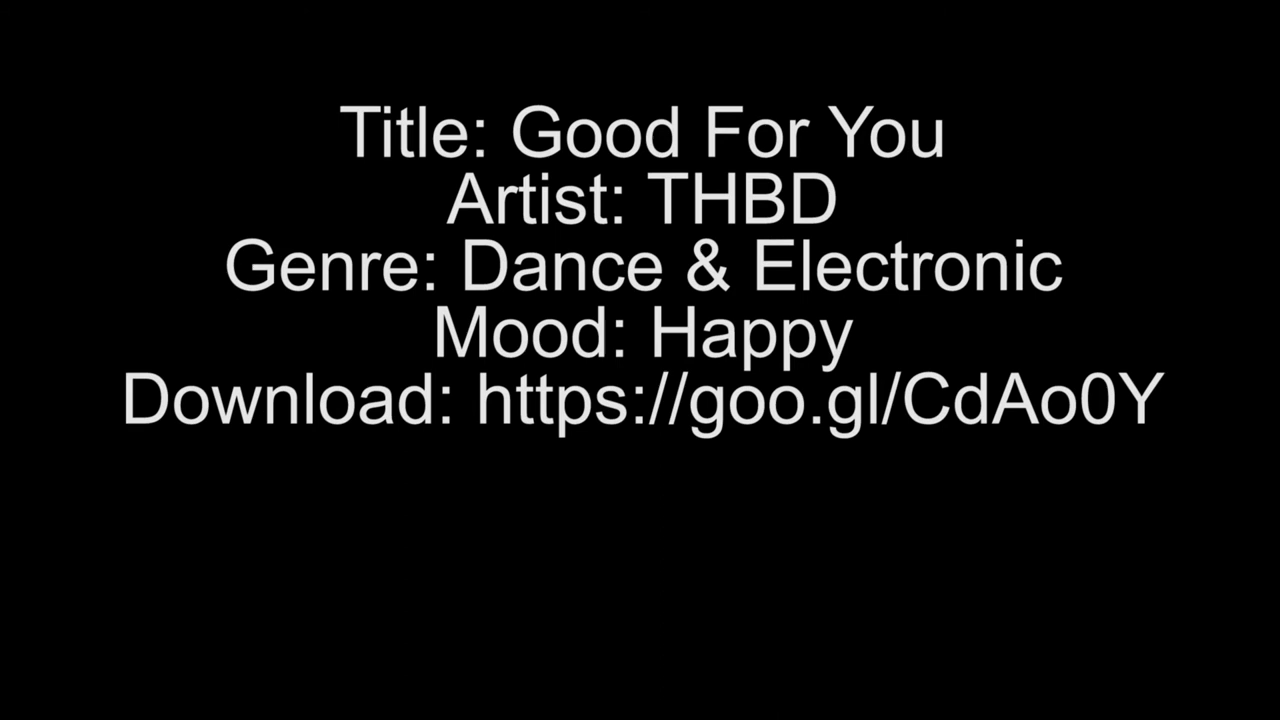 Title: Good For You
Artist: THBD
Genre: Dance & Electronic
Mood: Happy
Download: https://goo.gl/CdAo0Y